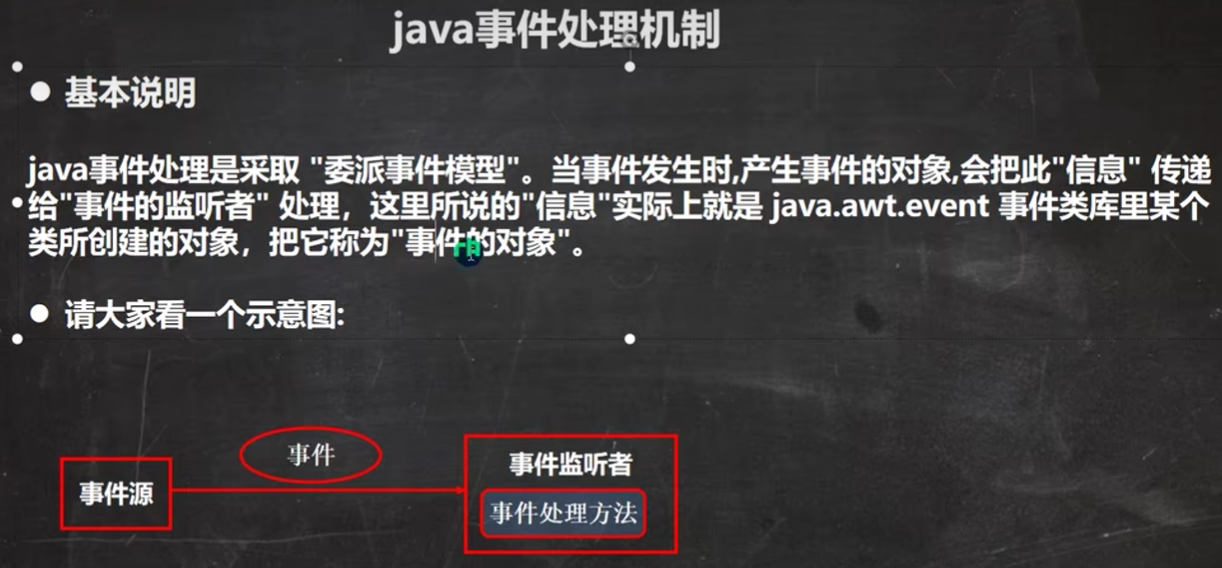 java事件处理机制
● 基本说明
java事件处理是采取 "委派事件模型"。当事件发生时,产生事件的对象,会把此"信息" 传递
给"事件的监听者" 处理，这里所说的"信息"实际上就是 java.awt.event 事件类库里某个
类所创建的对象，把它称为"事件的对象"。
● 请大家看一个示意图:
事件
事件监听者
事件源
事件处理方法